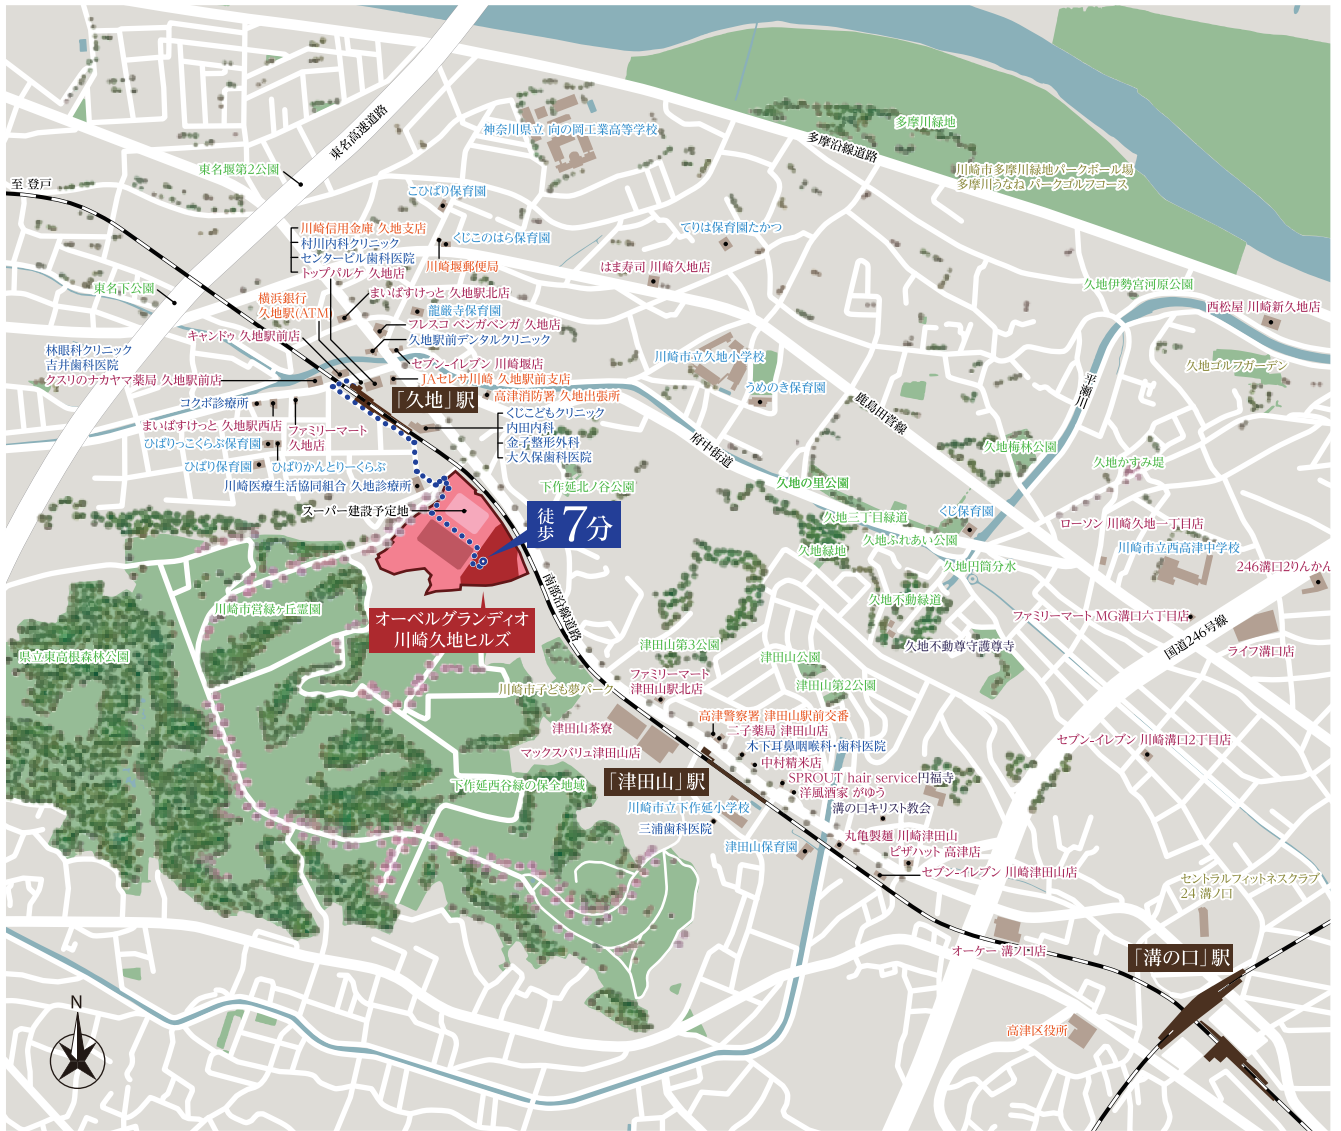 神奈川県立 向の岡工業高等学校
多摩川緑地
東名高速道路
多摩沿線道路
東名堰第2公園
川崎市多摩川緑地パークボール場
多摩川うなね パークゴルフコース
至 登戸
こひばり保育園
川崎信用金庫 久地支店
村川内科クリニック
センタービル歯科医院
トップパルケ 久地店
くじこのはら保育園
川崎堰郵便局
てりは保育園たかつ
はま寿司 川崎久地店
東名下公園
久地伊勢宮河原公園
横浜銀行
久地駅(ATM)
まいばすけっと 久地駅北店
龍厳寺保育園
フレスコ ベンガベンガ 久地店
久地駅前デンタルクリニック
西松屋 川崎新久地店
キャンドゥ 久地駅前店
林眼科クリニック
吉井歯科医院
クスリのナカヤマ薬局 久地駅前店
セブン-イレブン 川崎堰店
JAセレサ川崎 久地駅前支店
川崎市立久地小学校
うめのき保育園
久地ゴルフガーデン
平瀬川
「久地」駅
高津消防署 久地出張所
コクボ診療所
まいばすけっと 久地駅西店
ファミリーマート
久地店
くじこどもクリニック
内田内科
金子整形外科
大久保歯科医院
鹿島田菅線
府中街道
ひばりっこくらぶ保育園
ひばり保育園
ひばりかんとりーくらぶ
川崎医療生活協同組合 久地診療所
久地梅林公園
久地かすみ堤
スーパー建設予定地
下作延北ノ谷公園
久地の里公園
徒歩7分
久地三丁目緑道
くじ保育園
久地ふれあい公園
久地緑地
ローソン 川崎久地一丁目店
川崎市立西高津中学校
久地円筒分水
246溝口2りんかん
南部沿線道路
川崎市営緑ヶ丘霊園
久地不動緑道
オーベルグランディオ
川崎久地ヒルズ
ファミリーマート MG溝口六丁目店
国道246号線
県立東高根森林公園
津田山第3公園
津田山公園
久地不動尊守護尊寺
ライフ溝口店
川崎市子ども夢パーク
ファミリーマート
津田山駅北店
津田山第2公園
津田山茶寮
マックスバリュ津田山店
高津警察署 津田山駅前交番
二子薬局 津田山店
木下耳鼻咽喉科・歯科医院
中村精米店
SPROUT hair service円福寺
洋風酒家 がゆう
溝の口キリスト教会
セブン-イレブン 川崎溝口2丁目店
「津田山」駅
下作延西谷緑の保全地域
川崎市立下作延小学校
三浦歯科医院
津田山保育園
丸亀製麺 川崎津田山
ピザハット 高津店
セブン-イレブン 川崎津田山店
セントラルフィットネスクラブ
24 溝ノ口
オーケー 溝ノ口店
「溝の口」駅
高津区役所
N